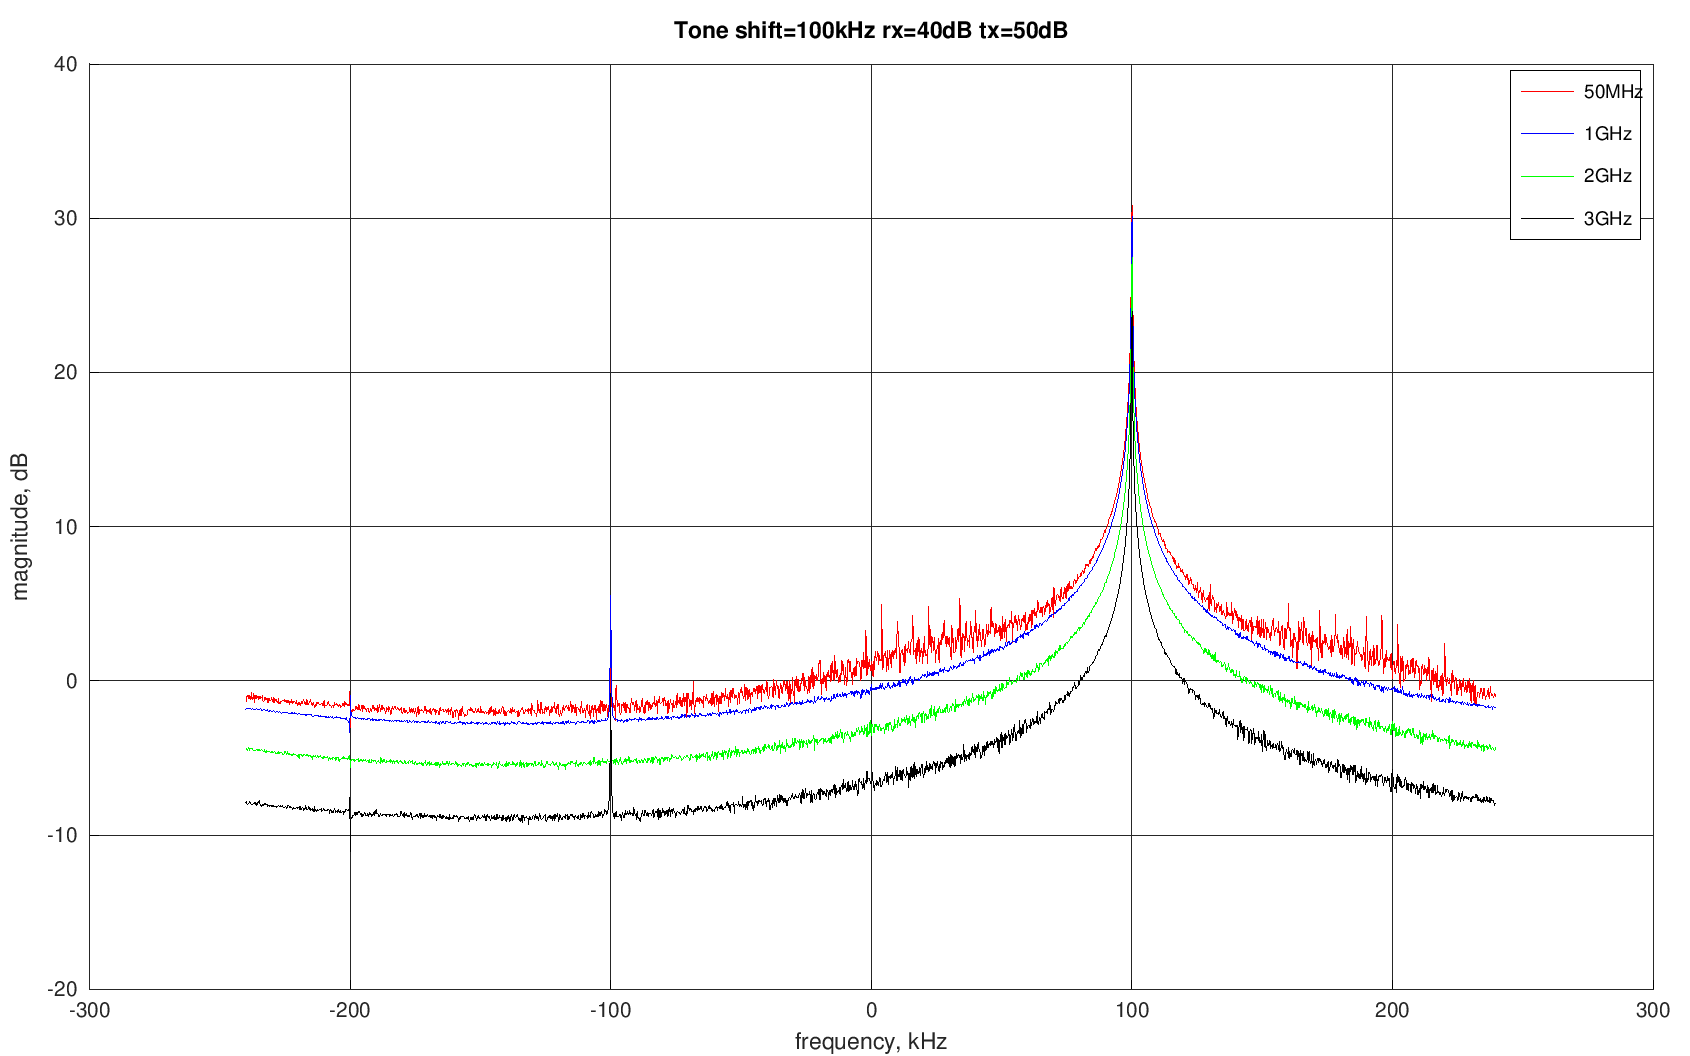 Tone shift=100kHz rx=40dB tx=50dB
40
30
20
10
0
-10
-20
magnitude, dB
50MHz
1GHz
2GHz
3GHz
-300
-200
-100
0
100
200
300
frequency, kHz